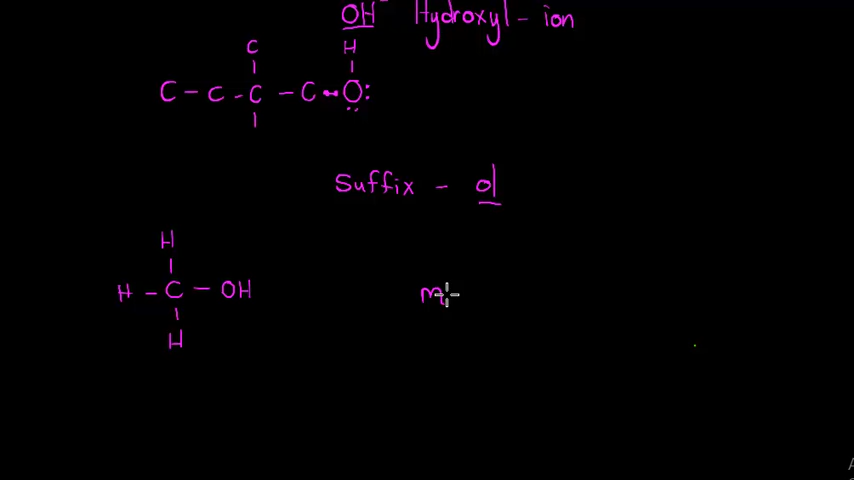 OH⁻ Hydroxyl - ion
C H
C - C - C - C - O:
Suffix - ol
H
H - C - OH m
H
A